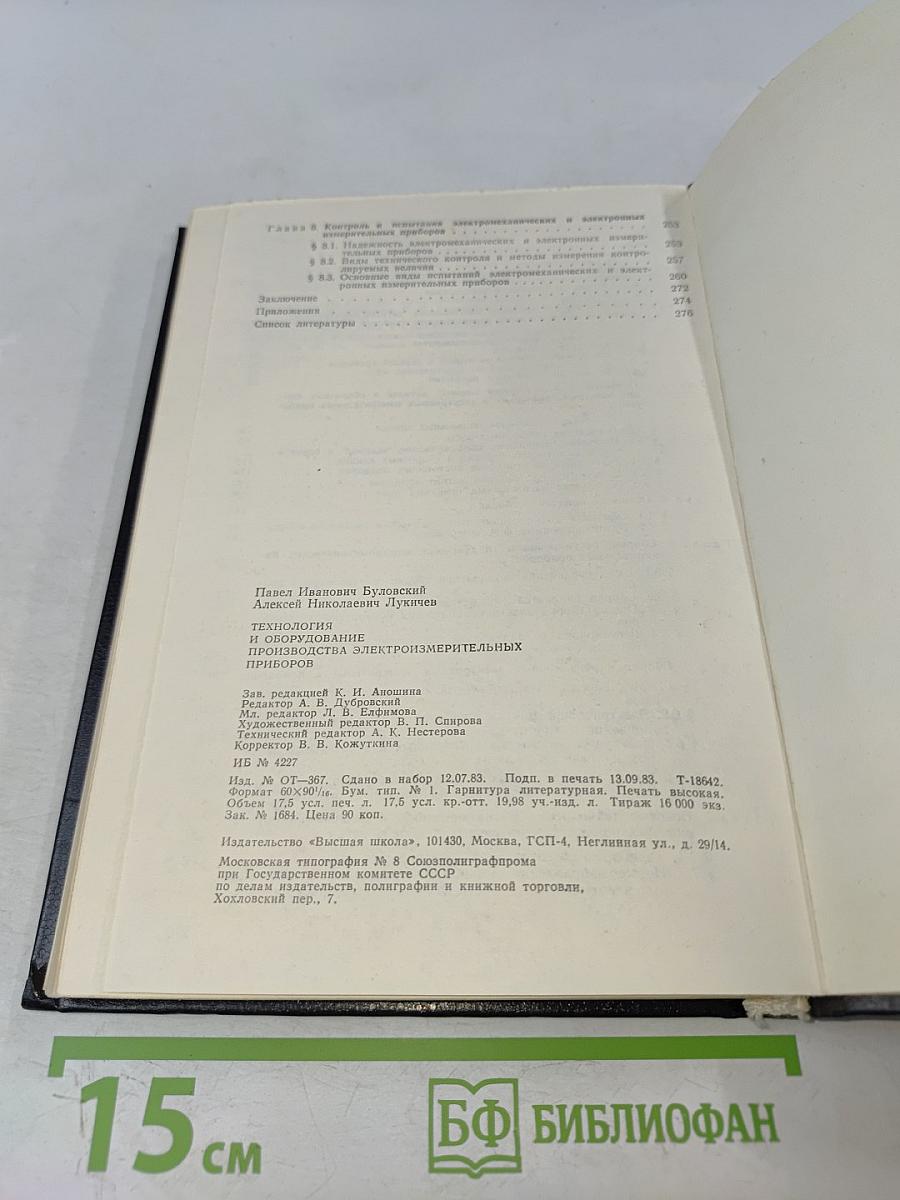 Глава 8. Контроль и испытания электромеханических и электронных
измерительных приборов . . . . . . . . . . . . . . . . 253
§ 8.1. Надежность электромеханических и электронных измери-
тельных приборов . . . . . . . . . . . . . . . . 253
§ 8.2. Виды технического контроля и методы измерения контро-
лируемых величин . . . . . . . . . . . . . . . . 257
§ 8.3. Основные виды испытаний электромеханических и элект-
ронных измерительных приборов . . . . . . . . . . 260
Заключение . . . . . . . . . . . . . . . . 272
Приложения . . . . . . . . . . . . . . . . 274
Список литературы . . . . . . . . . . . . . . . . 276
Павел Иванович Буловский
Алексей Николаевич Лукичев
ТЕХНОЛОГИЯ
И ОБОРУДОВАНИЕ
ПРОИЗВОДСТВА ЭЛЕКТРОИЗМЕРИТЕЛЬНЫХ
ПРИБОРОВ
Зав. редакцией К. И. Аношина
Редактор А. В. Дубровский
Мл. редактор Л. В. Елфимова
Художественный редактор В. П. Спирова
Технический редактор А. К. Нестерова
Корректор В. В. Кожуткина
ИБ № 4227
Изд. № ОТ—367. Сдано в набор 12.07.83. Подп. в печать 13.09.83. Т-18642.
Формат 60×90¹/₁₆. Бум. тип. № 1. Гарнитура литературная. Печать высокая.
Объем 17,5 усл. печ. л. 17,5 усл. кр.-отт. 19,98 уч.-изд. л. Тираж 16 000 экз.
Зак. № 1684. Цена 90 коп.
Издательство «Высшая школа», 101430, Москва, ГСП-4, Неглинная ул., д. 29/14.
Московская типография № 8 Союзполиграфпрома
при Государственном комитете СССР
по делам издательств, полиграфии и книжной торговли,
Хохловский пер., 7.
15 см
БФ БИБЛИОФАН